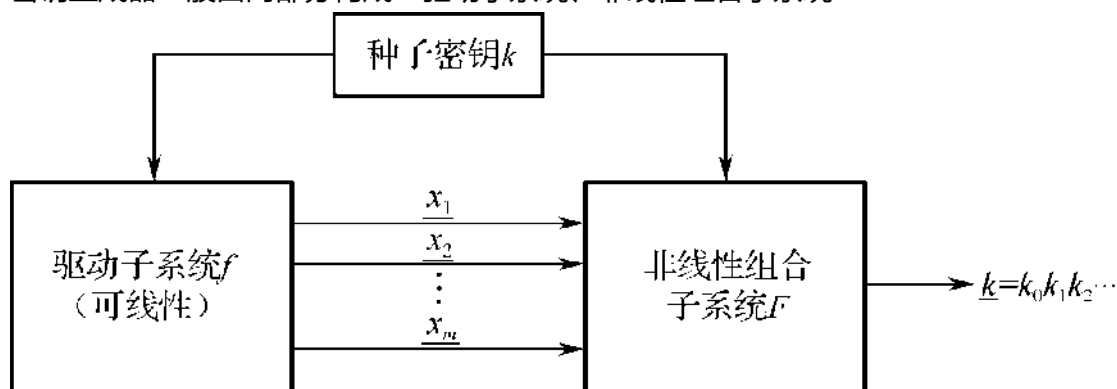 种子密钥k
x₁
驱动子系统f
（可线性）
x₂
⋮
xₘ
非线性组合
子系统F
k=k₀k₁k₂⋯